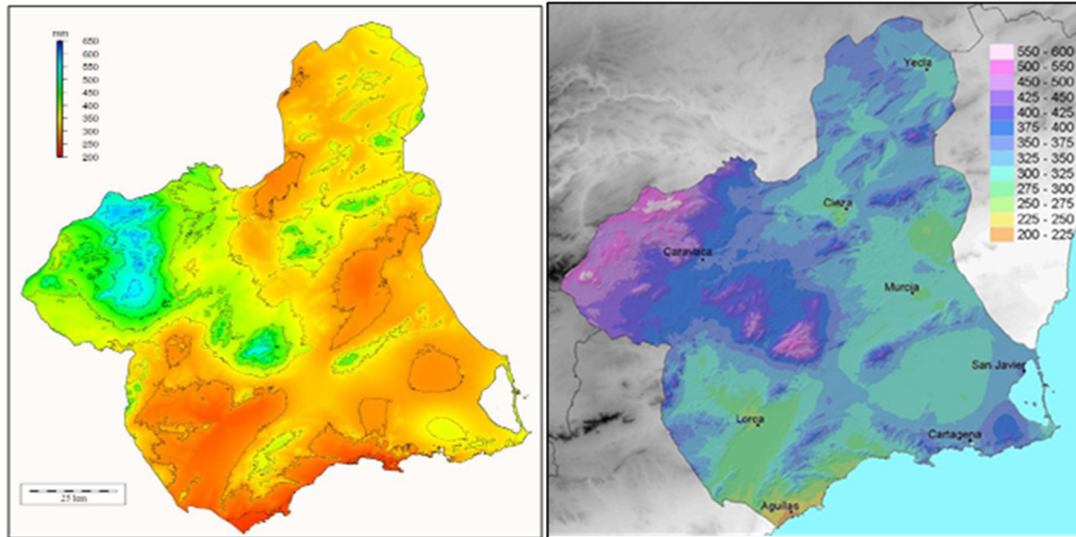 mm
650
600
550
500
450
400
350
300
250
200
25 km
550 - 600
500 - 550
450 - 500
425 - 450
400 - 425
375 - 400
350 - 375
325 - 350
300 - 325
275 - 300
250 - 275
225 - 250
200 - 225
Yecla
Cieza
Caravaca
Murcia
San Javier
Lorca
Cartagena
Aguilas